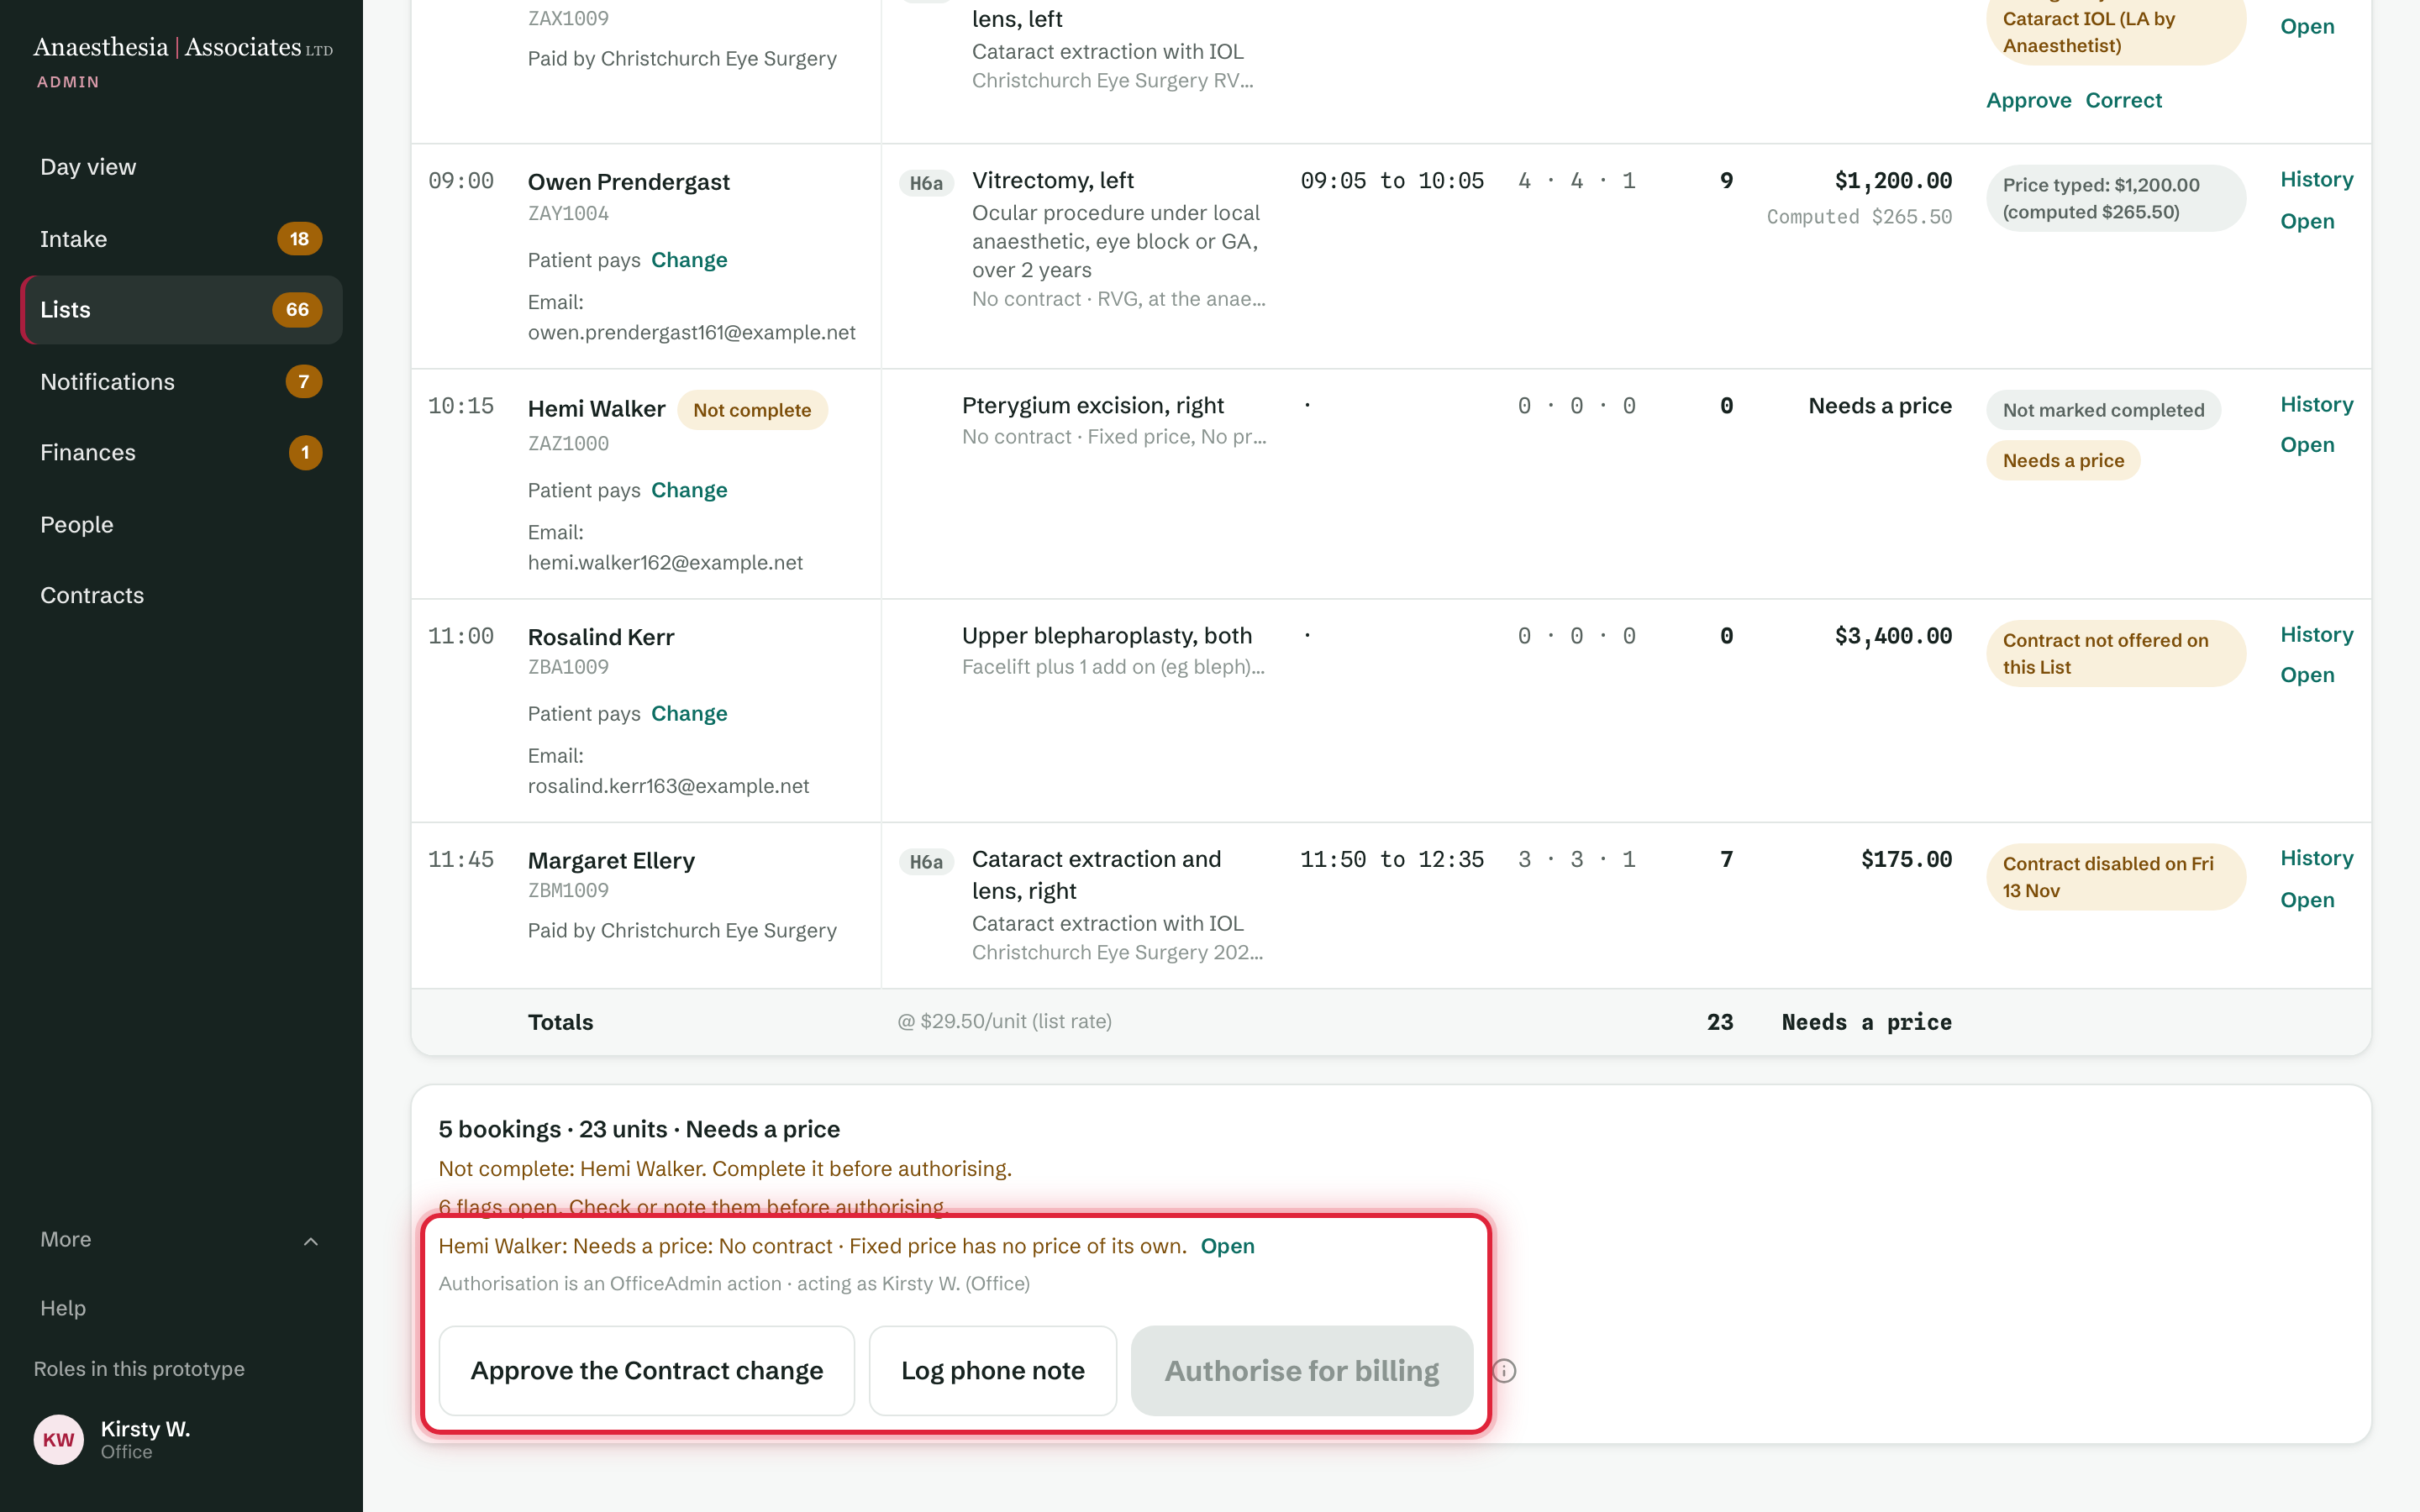 Anaesthesia | Associates LTD
ADMIN
Day view
Intake 18
Lists 66
Notifications 7
Finances 1
People
Contracts
More
Help
Roles in this prototype
KW
Kirsty W.
Office
ZAX1009
Paid by Christchurch Eye Surgery
lens, left
Cataract extraction with IOL
Christchurch Eye Surgery RV...
Cataract IOL (LA by
Anaesthetist)
Approve Correct
Open
09:00
Owen Prendergast
ZAY1004
Patient pays Change
Email:
owen.prendergast161@example.net
H6a
Vitrectomy, left
Ocular procedure under local
anaesthetic, eye block or GA,
over 2 years
No contract · RVG, at the anae...
09:05 to 10:05
4 · 4 · 1
9
$1,200.00
Computed $265.50
Price typed: $1,200.00
(computed $265.50)
History
Open
10:15
Hemi Walker Not complete
ZAZ1000
Patient pays Change
Email:
hemi.walker162@example.net
Pterygium excision, right
No contract · Fixed price, No pr...
·
0 · 0 · 0
0
Needs a price
Not marked completed
Needs a price
History
Open
11:00
Rosalind Kerr
ZBA1009
Patient pays Change
Email:
rosalind.kerr163@example.net
Upper blepharoplasty, both
Facelift plus 1 add on (eg bleph)...
·
0 · 0 · 0
0
$3,400.00
Contract not offered on
this List
History
Open
11:45
Margaret Ellery
ZBM1009
Paid by Christchurch Eye Surgery
H6a
Cataract extraction and
lens, right
Cataract extraction with IOL
Christchurch Eye Surgery 202...
11:50 to 12:35
3 · 3 · 1
7
$175.00
Contract disabled on Fri
13 Nov
History
Open
Totals
@ $29.50/unit (list rate)
23
Needs a price
5 bookings · 23 units · Needs a price
Not complete: Hemi Walker. Complete it before authorising.
6 flags open. Check or note them before authorising.
Hemi Walker: Needs a price: No contract · Fixed price has no price of its own. Open
Authorisation is an OfficeAdmin action · acting as Kirsty W. (Office)
Approve the Contract change
Log phone note
Authorise for billing